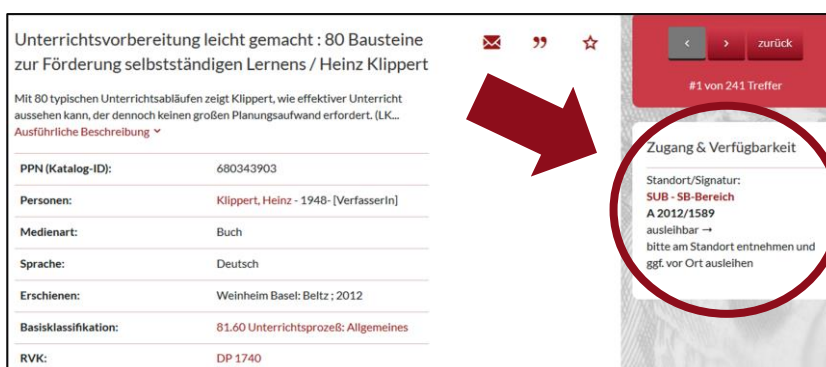 Unterrichtsvorbereitung leicht gemacht : 80 Bausteine
zur Förderung selbstständigen Lernens / Heinz Klippert
Mit 80 typischen Unterrichtsabläufen zeigt Klippert, wie effektiver Unterricht
aussehen kann, der dennoch keinen großen Planungsaufwand erfordert. (LK...
Ausführliche Beschreibung
PPN (Katalog-ID): 680343903
Personen: Klippert, Heinz - 1948- [VerfasserIn]
Medienart: Buch
Sprache: Deutsch
Erschienen: Weinheim Basel: Beltz ; 2012
Basisklassifikation: 81.60 Unterrichtsprozeß: Allgemeines
RVK: DP 1740
‹ › zurück
#1 von 241 Treffer
Zugang & Verfügbarkeit
Standort/Signatur:
SUB - SB-Bereich
A 2012/1589
ausleihbar →
bitte am Standort entnehmen und
ggf. vor Ort ausleihen